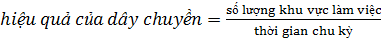 hiệu quả của dây chuyền = số lượng khu vực làm việc / thời gian chu kỳ